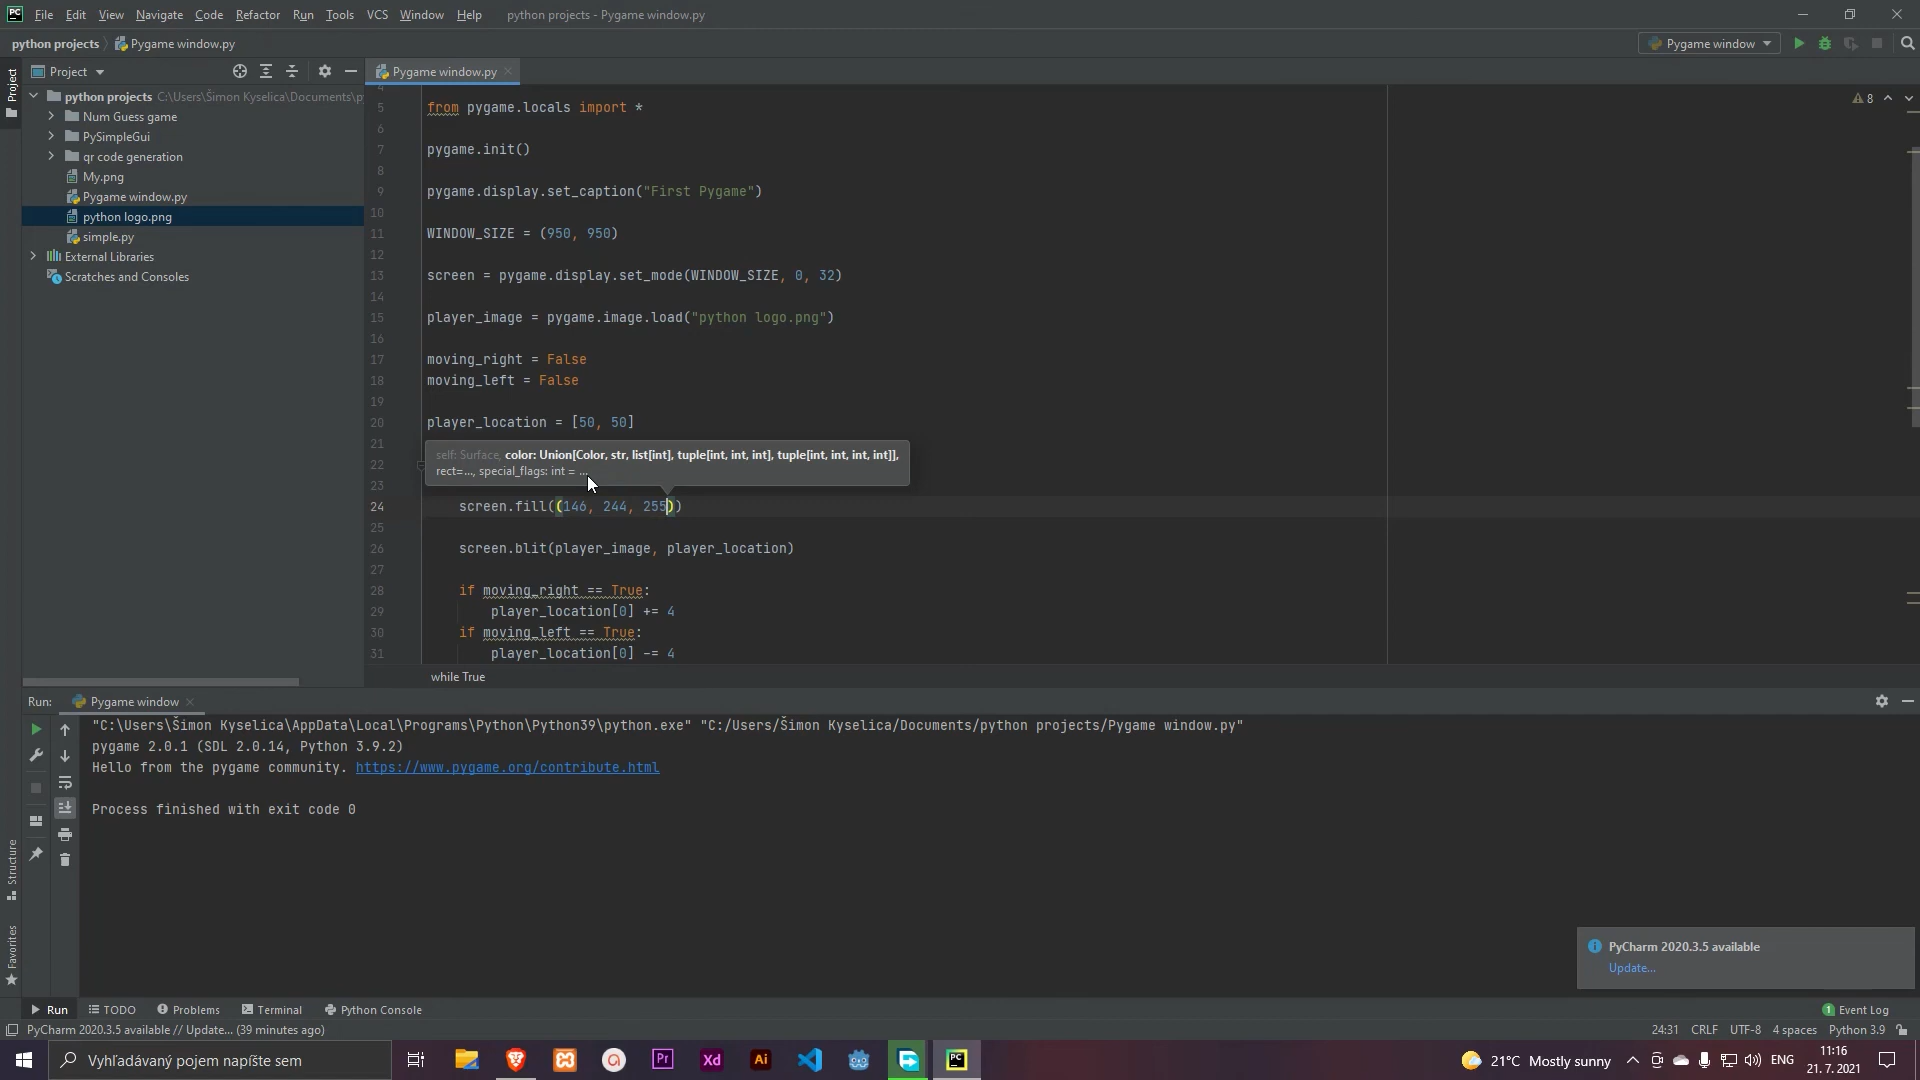 PC File Edit View Navigate Code Refactor Run Tools VCS Window Help python projects - Pygame window.py
python projects Pygame window.py Pygame window
Project Project Pygame window.py
python projects C:\Users\Šimon Kyselica\Documents\p
Num Guess game
PySimpleGui
qr code generation
My.png
Pygame window.py
python logo.png
simple.py
External Libraries
Scratches and Consoles
8
4
5 from pygame.locals import *
6
7 pygame.init()
8
9 pygame.display.set_caption("First Pygame")
10
11 WINDOW_SIZE = (950, 950)
12
13 screen = pygame.display.set_mode(WINDOW_SIZE, 0, 32)
14
15 player_image = pygame.image.load("python logo.png")
16
17 moving_right = False
18 moving_left = False
19
20 player_location = [50, 50]
21
self: Surface, color: Union[Color, str, list[int], tuple[int, int, int], tuple[int, int, int, int]],
22
rect=..., special_flags: int = ...
23
24 screen.fill((146, 244, 255))
25
26 screen.blit(player_image, player_location)
27
28 if moving_right == True:
29 player_location[0] += 4
30 if moving_left == True:
31 player_location[0] -= 4
while True
Run: Pygame window
"C:\Users\Šimon Kyselica\AppData\Local\Programs\Python\Python39\python.exe" "C:/Users/Šimon Kyselica/Documents/python projects/Pygame window.py"
pygame 2.0.1 (SDL 2.0.14, Python 3.9.2)
Hello from the pygame community. https://www.pygame.org/contribute.html
Process finished with exit code 0
Structure
Favorites
PyCharm 2020.3.5 available
Update...
Run TODO Problems Terminal Python Console 1 Event Log
PyCharm 2020.3.5 available // Update... (39 minutes ago) 24:31 CRLF UTF-8 4 spaces Python 3.9
Vyhľadávaný pojem napíšte sem Pr Xd Ai PC 21°C Mostly sunny ENG 11:16
21. 7. 2021